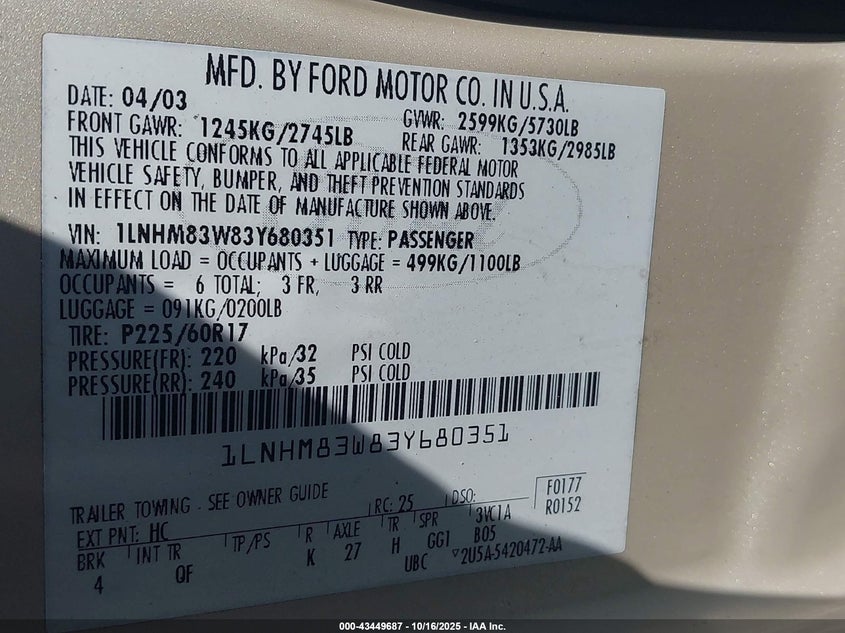 MFD. BY FORD MOTOR CO. IN U.S.A.
DATE: 04/03 GVWR: 2599KG/5730LB
FRONT GAWR: 1245KG/2745LB REAR GAWR: 1353KG/2985LB
THIS VEHICLE CONFORMS TO ALL APPLICABLE FEDERAL MOTOR
VEHICLE SAFETY, BUMPER, AND THEFT PREVENTION STANDARDS
IN EFFECT ON THE DATE OF MANUFACTURE SHOWN ABOVE.
VIN: 1LNHM83W83Y680351 TYPE: PASSENGER
MAXIMUM LOAD = OCCUPANTS + LUGGAGE = 499KG/1100LB
OCCUPANTS = 6 TOTAL; 3 FR, 3 RR
LUGGAGE = 091KG/0200LB
TIRE: P225/60R17
PRESSURE(FR): 220 kPa/32 PSI COLD
PRESSURE(RR): 240 kPa/35 PSI COLD
1LNHM83W83Y680351
TRAILER TOWING - SEE OWNER GUIDE
EXT PNT: HC RC: 25 DSO: F0177
R0152
BRK INT TR TP/PS R AXLE TR SPR 3VC1A
4 QF K 27 H GG1 B05
UBC ▽2U5A-5420472-AA
000-43449687 - 10/16/2025 - IAA Inc.